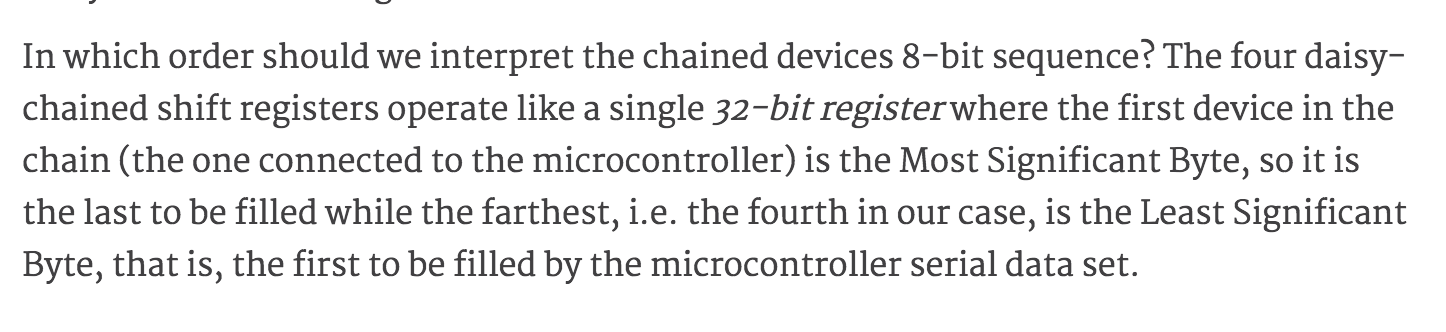 In which order should we interpret the chained devices 8-bit sequence? The four daisy-
chained shift registers operate like a single 32-bit register where the first device in the
chain (the one connected to the microcontroller) is the Most Significant Byte, so it is
the last to be filled while the farthest, i.e. the fourth in our case, is the Least Significant
Byte, that is, the first to be filled by the microcontroller serial data set.